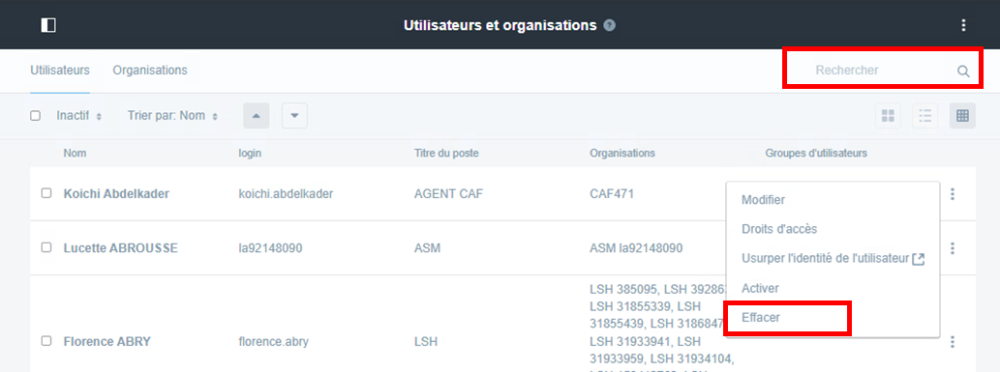 Utilisateurs et organisations ?
Utilisateurs Organisations Rechercher
Inactif Trier par: Nom
Nom login Titre du poste Organisations Groupes d'utilisateurs
Koichi Abdelkader koichi.abdelkader AGENT CAF CAF471
Lucette ABROUSSE la92148090 ASM ASM la92148090
Florence ABRY florence.abry LSH
LSH 385095, LSH 39286
LSH 31855339, LSH
31855439, LSH 3186847
LSH 31933941, LSH
31933959, LSH 31934104,
Modifier
Droits d'accès
Usurper l'identité de l'utilisateur
Activer
Effacer